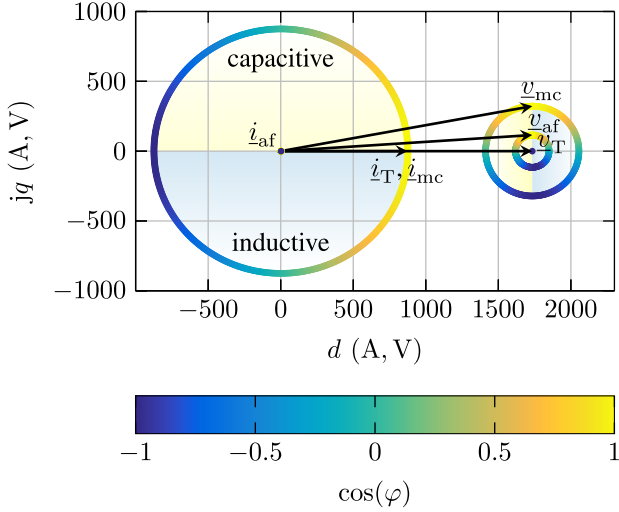 1000
500
0
−500
−1000
jq (A, V)
capacitive
inductive
i_af
i_T, i_mc
v_mc
v_af
v_T
−500 0 500 1000 1500 2000
d (A, V)
−1 −0.5 0 0.5 1
cos(φ)